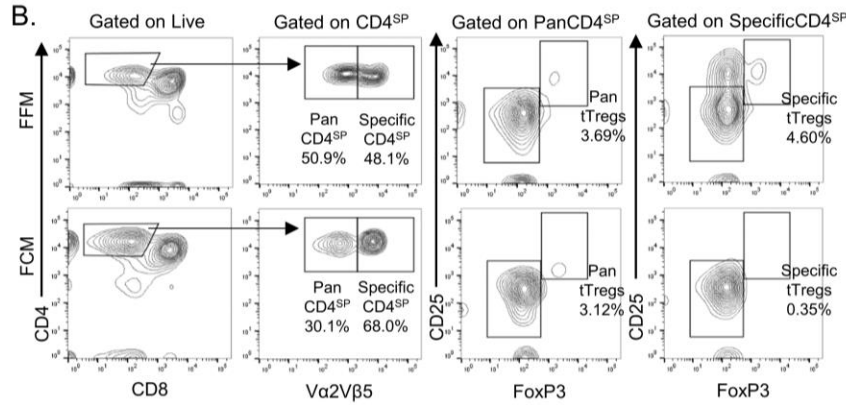 B.
Gated on Live
Gated on CD4SP
Gated on PanCD4SP
Gated on SpecificCD4SP
FFM
Pan
CD4SP
50.9%
Specific
CD4SP
48.1%
Pan
tTregs
3.69%
Specific
tTregs
4.60%
FCM
Pan
CD4SP
30.1%
Specific
CD4SP
68.0%
Pan
tTregs
3.12%
Specific
tTregs
0.35%
CD4
CD25
CD25
CD8
Vα2Vβ5
FoxP3
FoxP3